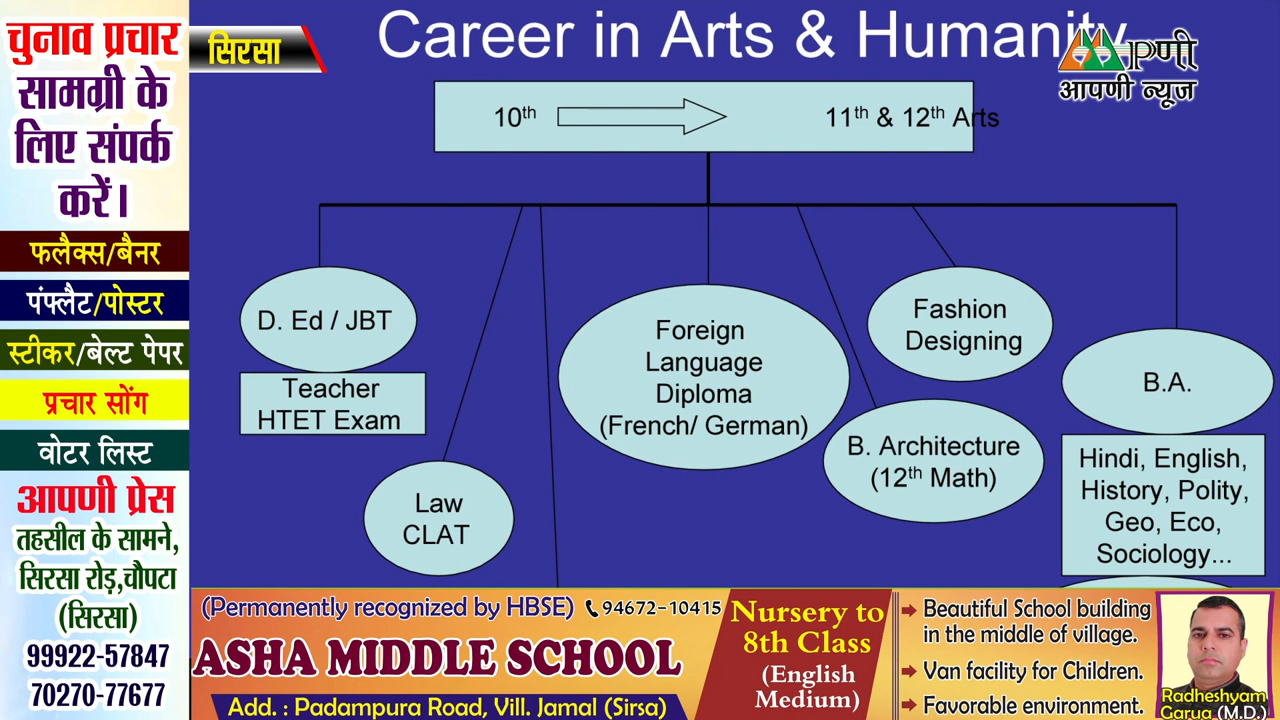 चुनाव प्रचार
सामग्री के
लिए संपर्क
करें।
फ्लैक्स/बैनर
पंफ्लैट/पोस्टर
स्टीकर/बेल्ट पेपर
प्रचार सोंग
वोटर लिस्ट
आपणी प्रेस
तहसील के सामने,
सिरसा रोड़,चौपटा
(सिरसा)
99922-57847
70270-77677
सिरसा
Career in Arts & Humanity
आपणी न्यूज
10th
11th & 12th Arts
D. Ed / JBT
Teacher
HTET Exam
Law
CLAT
Foreign
Language
Diploma
(French/ German)
Fashion
Designing
B. Architecture
(12th Math)
B.A.
Hindi, English,
History, Polity,
Geo, Eco,
Sociology...
(Permanently recognized by HBSE) 94672-10415
ASHA MIDDLE SCHOOL
Add. : Padampura Road, Vill. Jamal (Sirsa)
Nursery to
8th Class
(English
Medium)
Beautiful School building
in the middle of village.
Van facility for Children.
Favorable environment.
Radheshyam
Garua (M.D.)